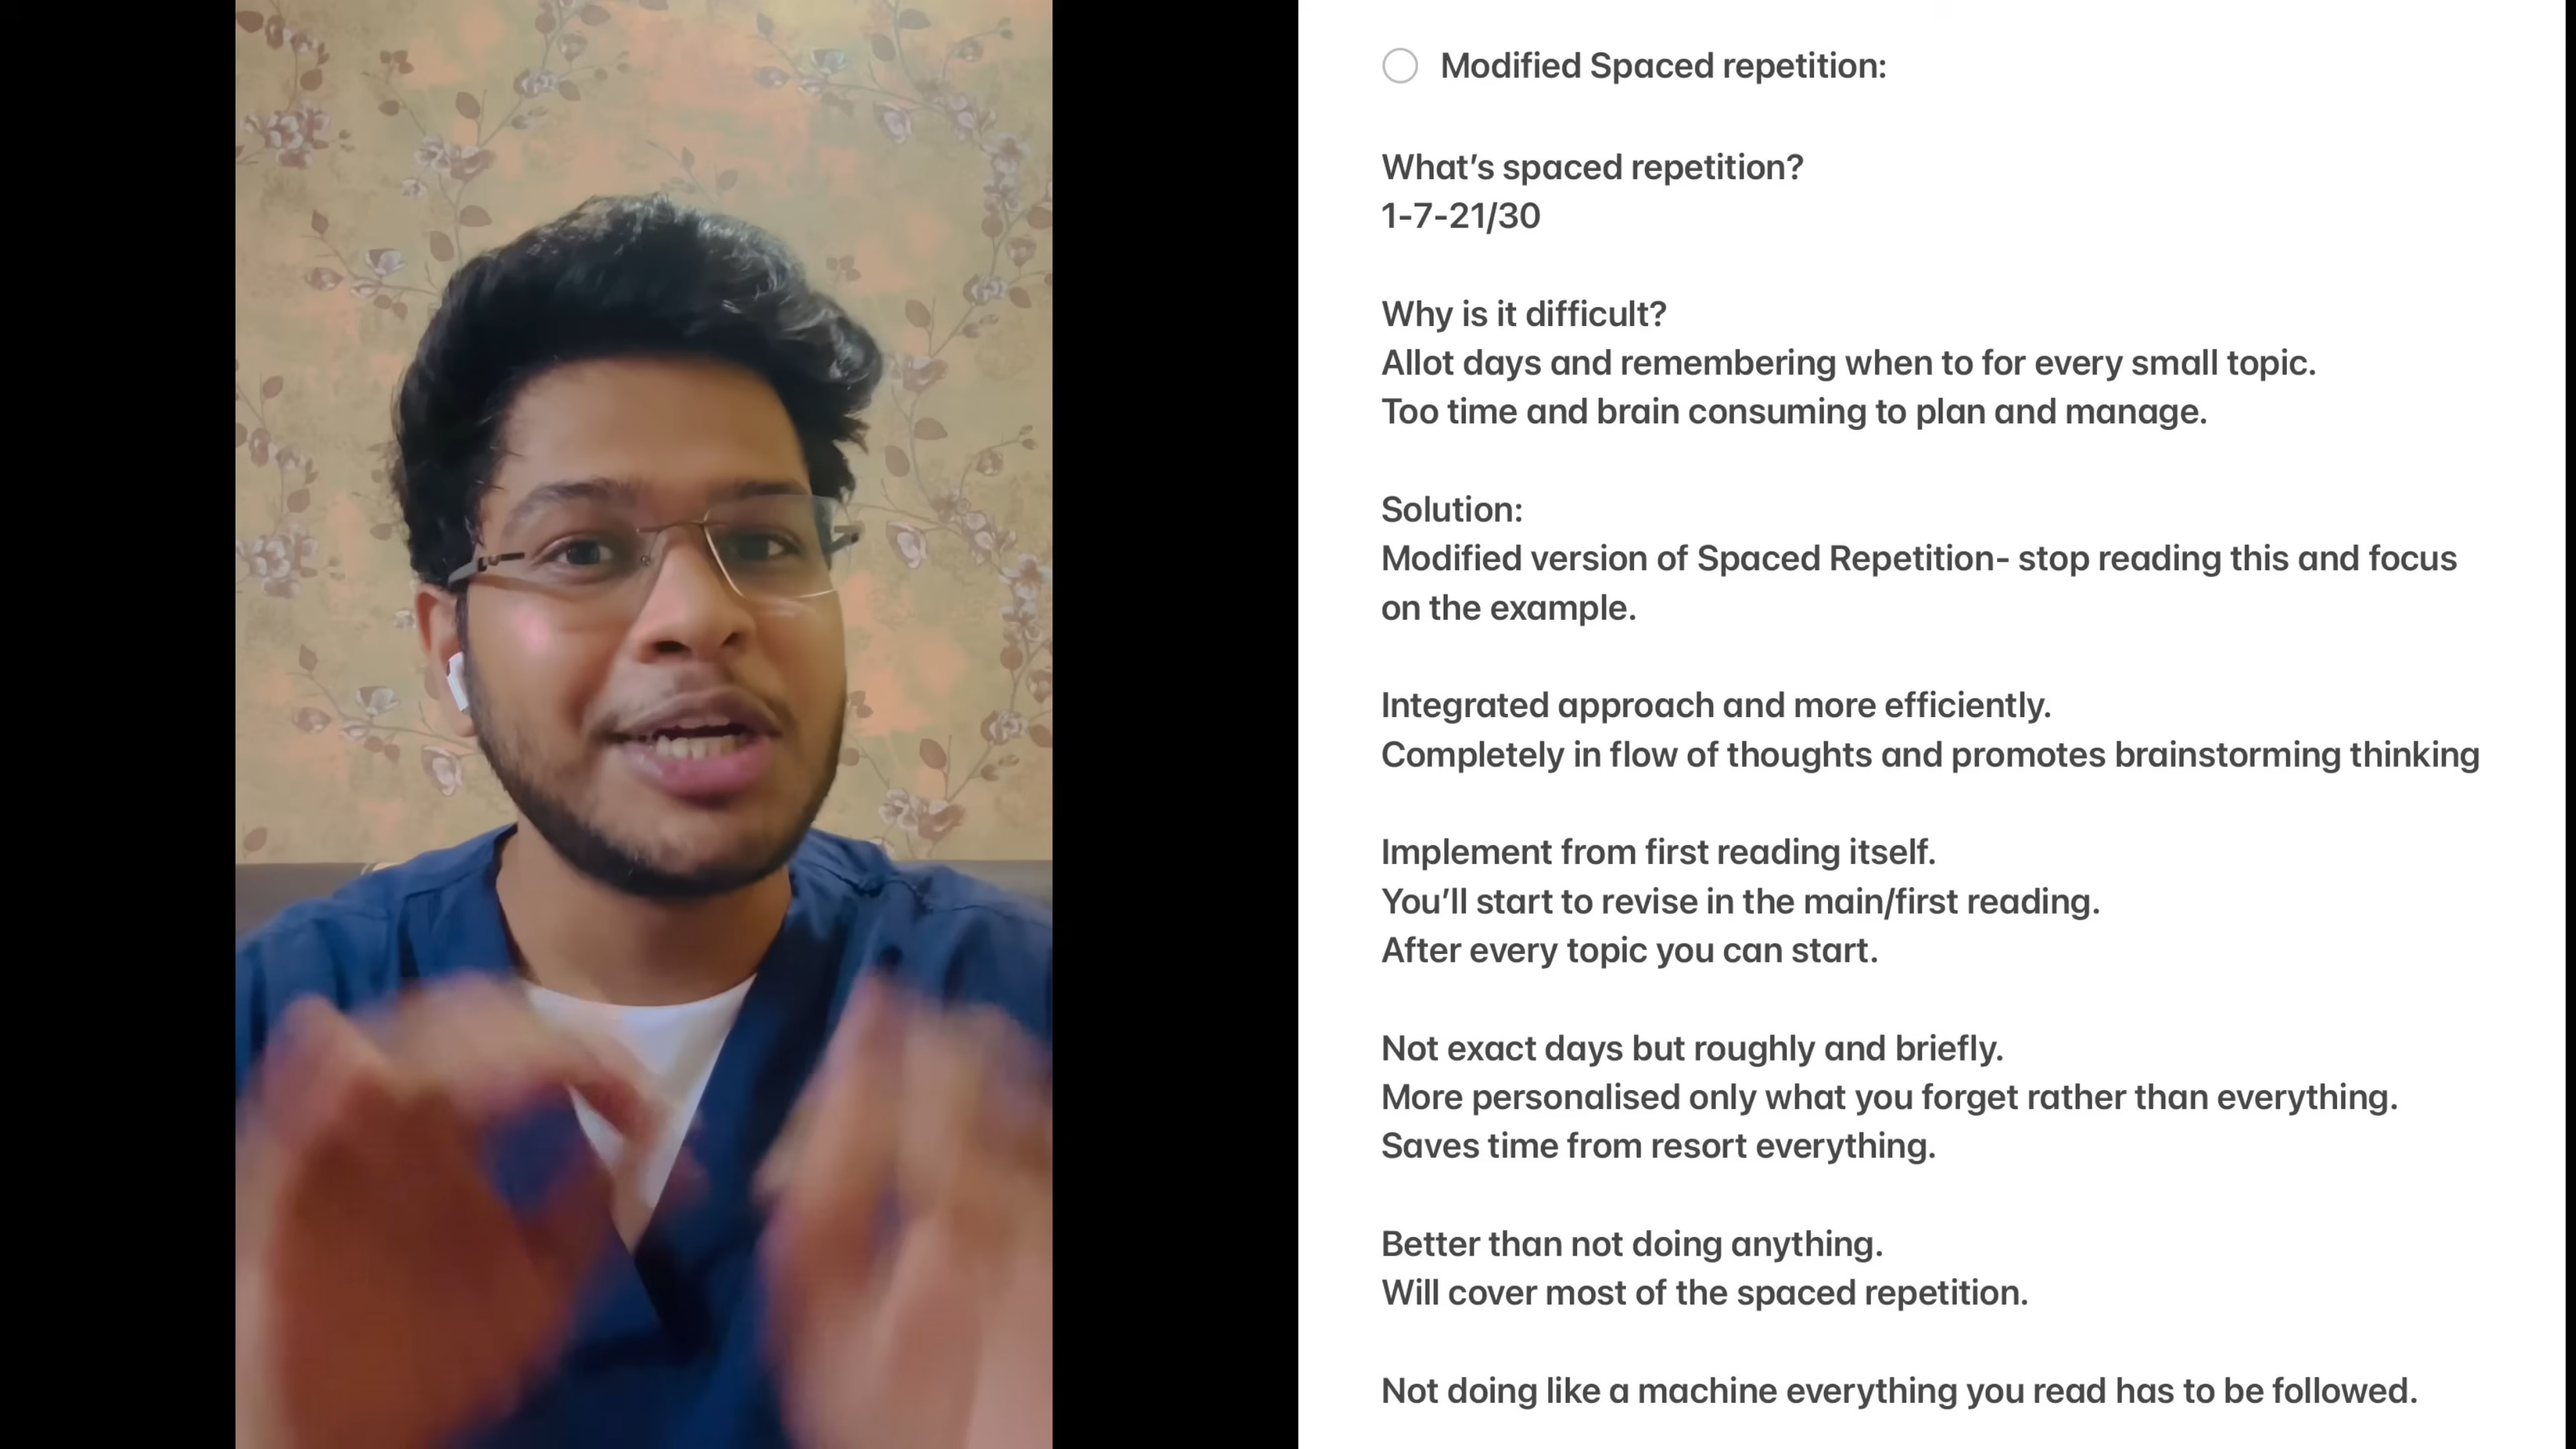 Modified Spaced repetition:
What's spaced repetition?
1-7-21/30
Why is it difficult?
Allot days and remembering when to for every small topic.
Too time and brain consuming to plan and manage.
Solution:
Modified version of Spaced Repetition- stop reading this and focus
on the example.
Integrated approach and more efficiently.
Completely in flow of thoughts and promotes brainstorming thinking
Implement from first reading itself.
You'll start to revise in the main/first reading.
After every topic you can start.
Not exact days but roughly and briefly.
More personalised only what you forget rather than everything.
Saves time from resort everything.
Better than not doing anything.
Will cover most of the spaced repetition.
Not doing like a machine everything you read has to be followed.